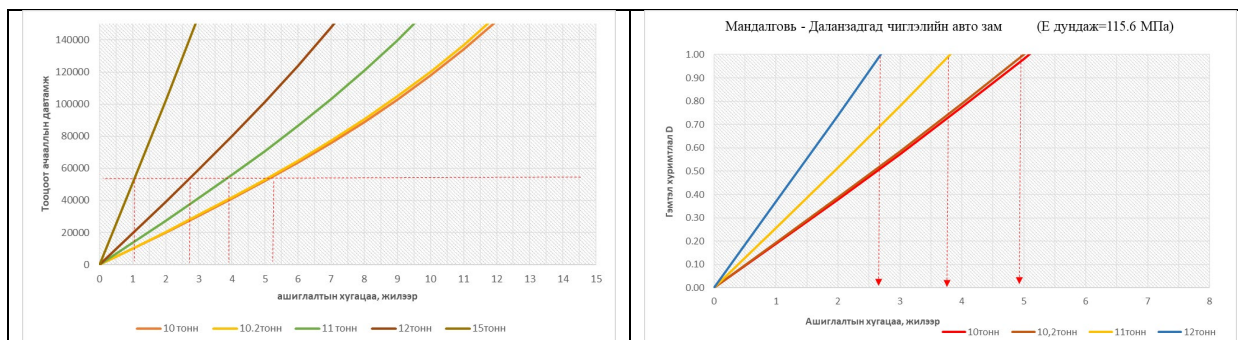 140000
120000
100000
80000
60000
40000
20000
0
Тооцоот ачааллын давтамж
0 1 2 3 4 5 6 7 8 9 10 11 12 13 14 15
ашиглалтын хугацаа, жилээр
10 тонн 10.2тонн 11 тонн 12тонн 15тонн
Мандалговь - Даланзадгад чиглэлийн авто зам (Е дундаж=115.6 МПа)
1.00
0.90
0.80
0.70
0.60
0.50
0.40
0.30
0.20
0.10
0.00
Гэмтэл хуримтлал D
0 1 2 3 4 5 6 7 8
Ашиглалтын хугацаа, жилээр
10тонн 10,2тонн 11тонн 12тонн